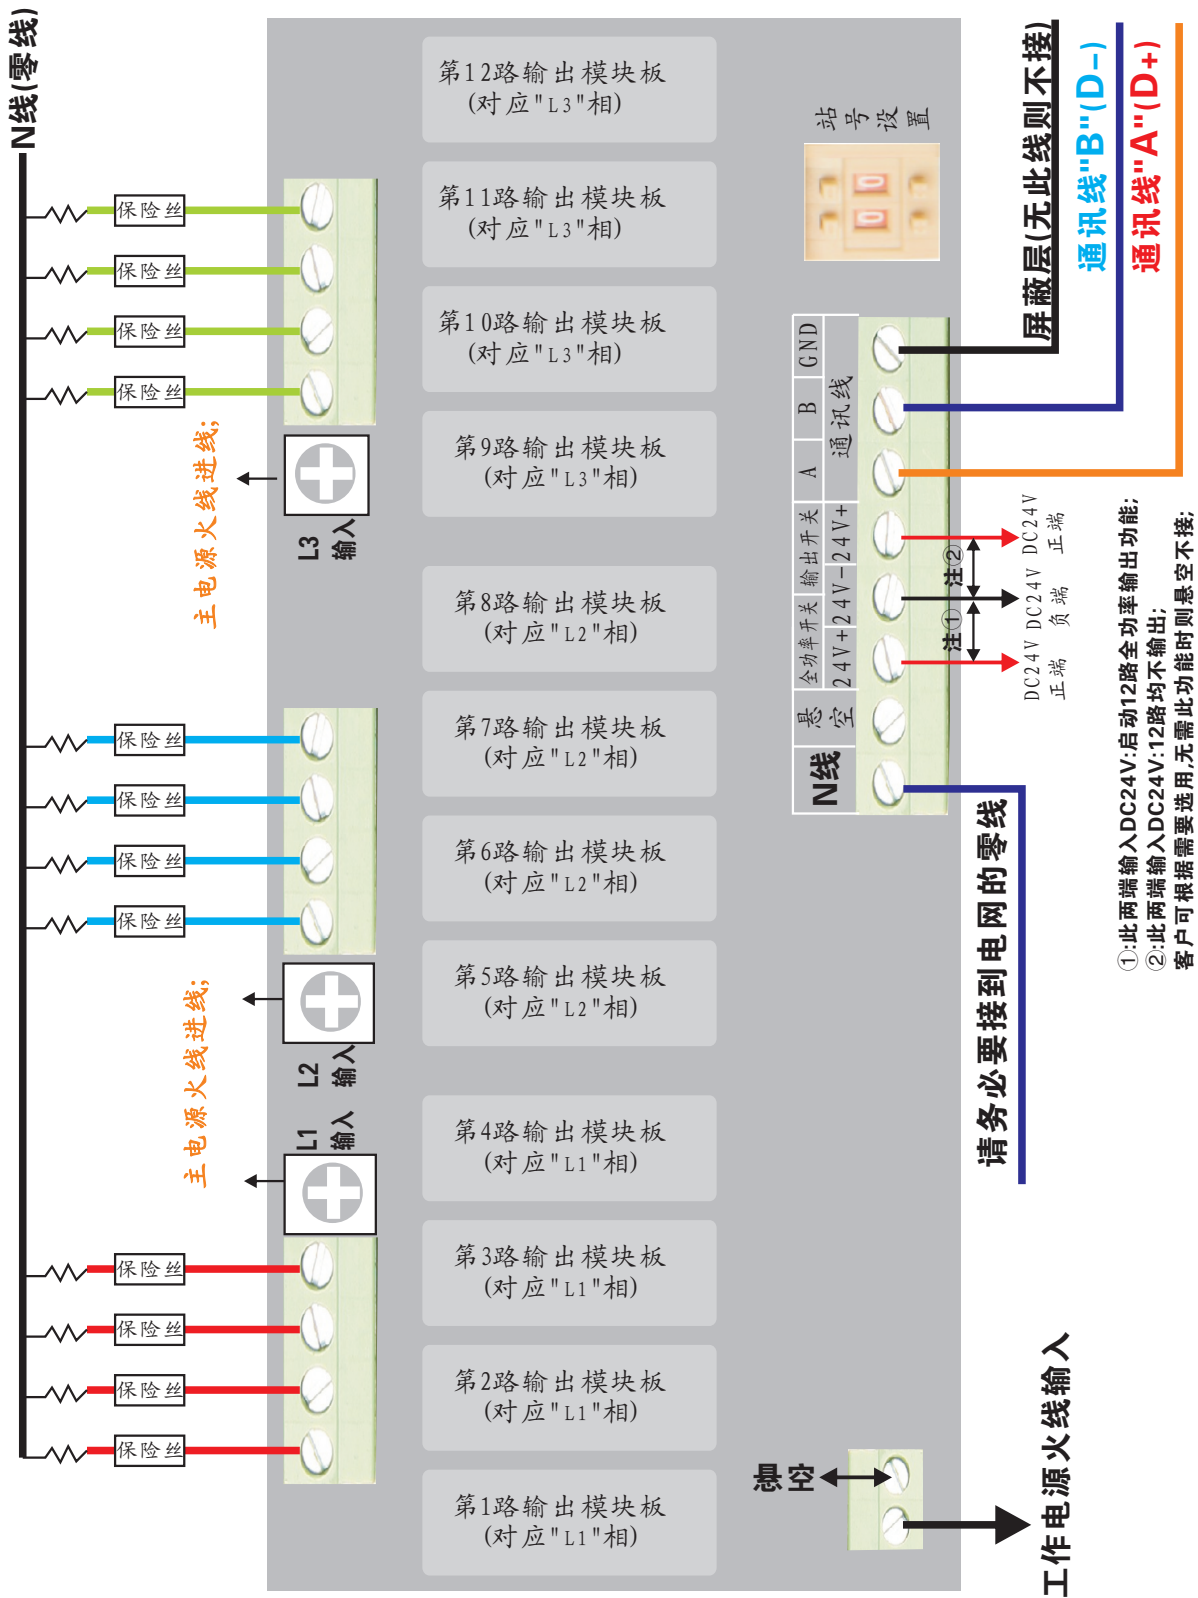 N线(零线)
第12路输出模块板
(对应"L3"相)
第11路输出模块板
(对应"L3"相)
第10路输出模块板
(对应"L3"相)
第9路输出模块板
(对应"L3"相)
第8路输出模块板
(对应"L2"相)
第7路输出模块板
(对应"L2"相)
第6路输出模块板
(对应"L2"相)
第5路输出模块板
(对应"L2"相)
第4路输出模块板
(对应"L1"相)
第3路输出模块板
(对应"L1"相)
第2路输出模块板
(对应"L1"相)
第1路输出模块板
(对应"L1"相)
保险丝
保险丝
保险丝
保险丝
主电源火线进线;
L3
输入
保险丝
保险丝
保险丝
保险丝
主电源火线进线;
L2
输入
L1
输入
保险丝
保险丝
保险丝
保险丝
站号设置
0
0
屏蔽层(无此线则不接)
通讯线"B"(D-)
通讯线"A"(D+)
GND
B
A
通讯线
输出开关
全功率开关
24V+
24V-
24V+
悬空
N线
注②
注①
DC24V
正端
DC24V
负端
DC24V
正端
①:此两端输入DC24V:启动12路全功率输出功能;
②:此两端输入DC24V:12路均不输出;
客户可根据需要选用,无需此功能时则悬空不接;
请务必要接到电网的零线
悬空
工作电源火线输入